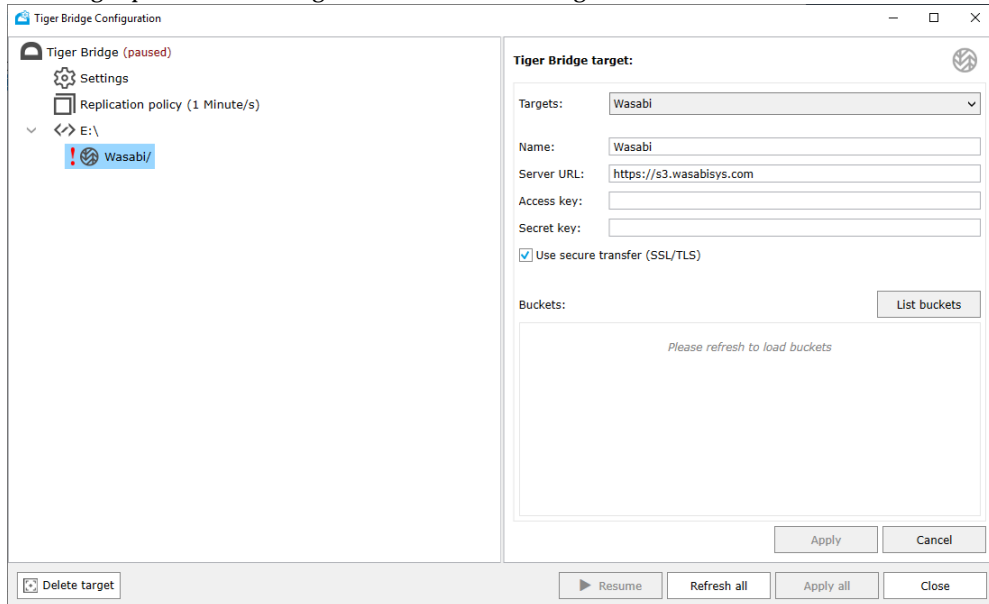 Tiger Bridge Configuration
Tiger Bridge (paused)
Settings
Replication policy (1 Minute/s)
E:\
Wasabi/
Tiger Bridge target:
Targets: Wasabi
Name: Wasabi
Server URL: https://s3.wasabisys.com
Access key:
Secret key:
Use secure transfer (SSL/TLS)
Buckets: List buckets
Please refresh to load buckets
Apply Cancel
Delete target Resume Refresh all Apply all Close